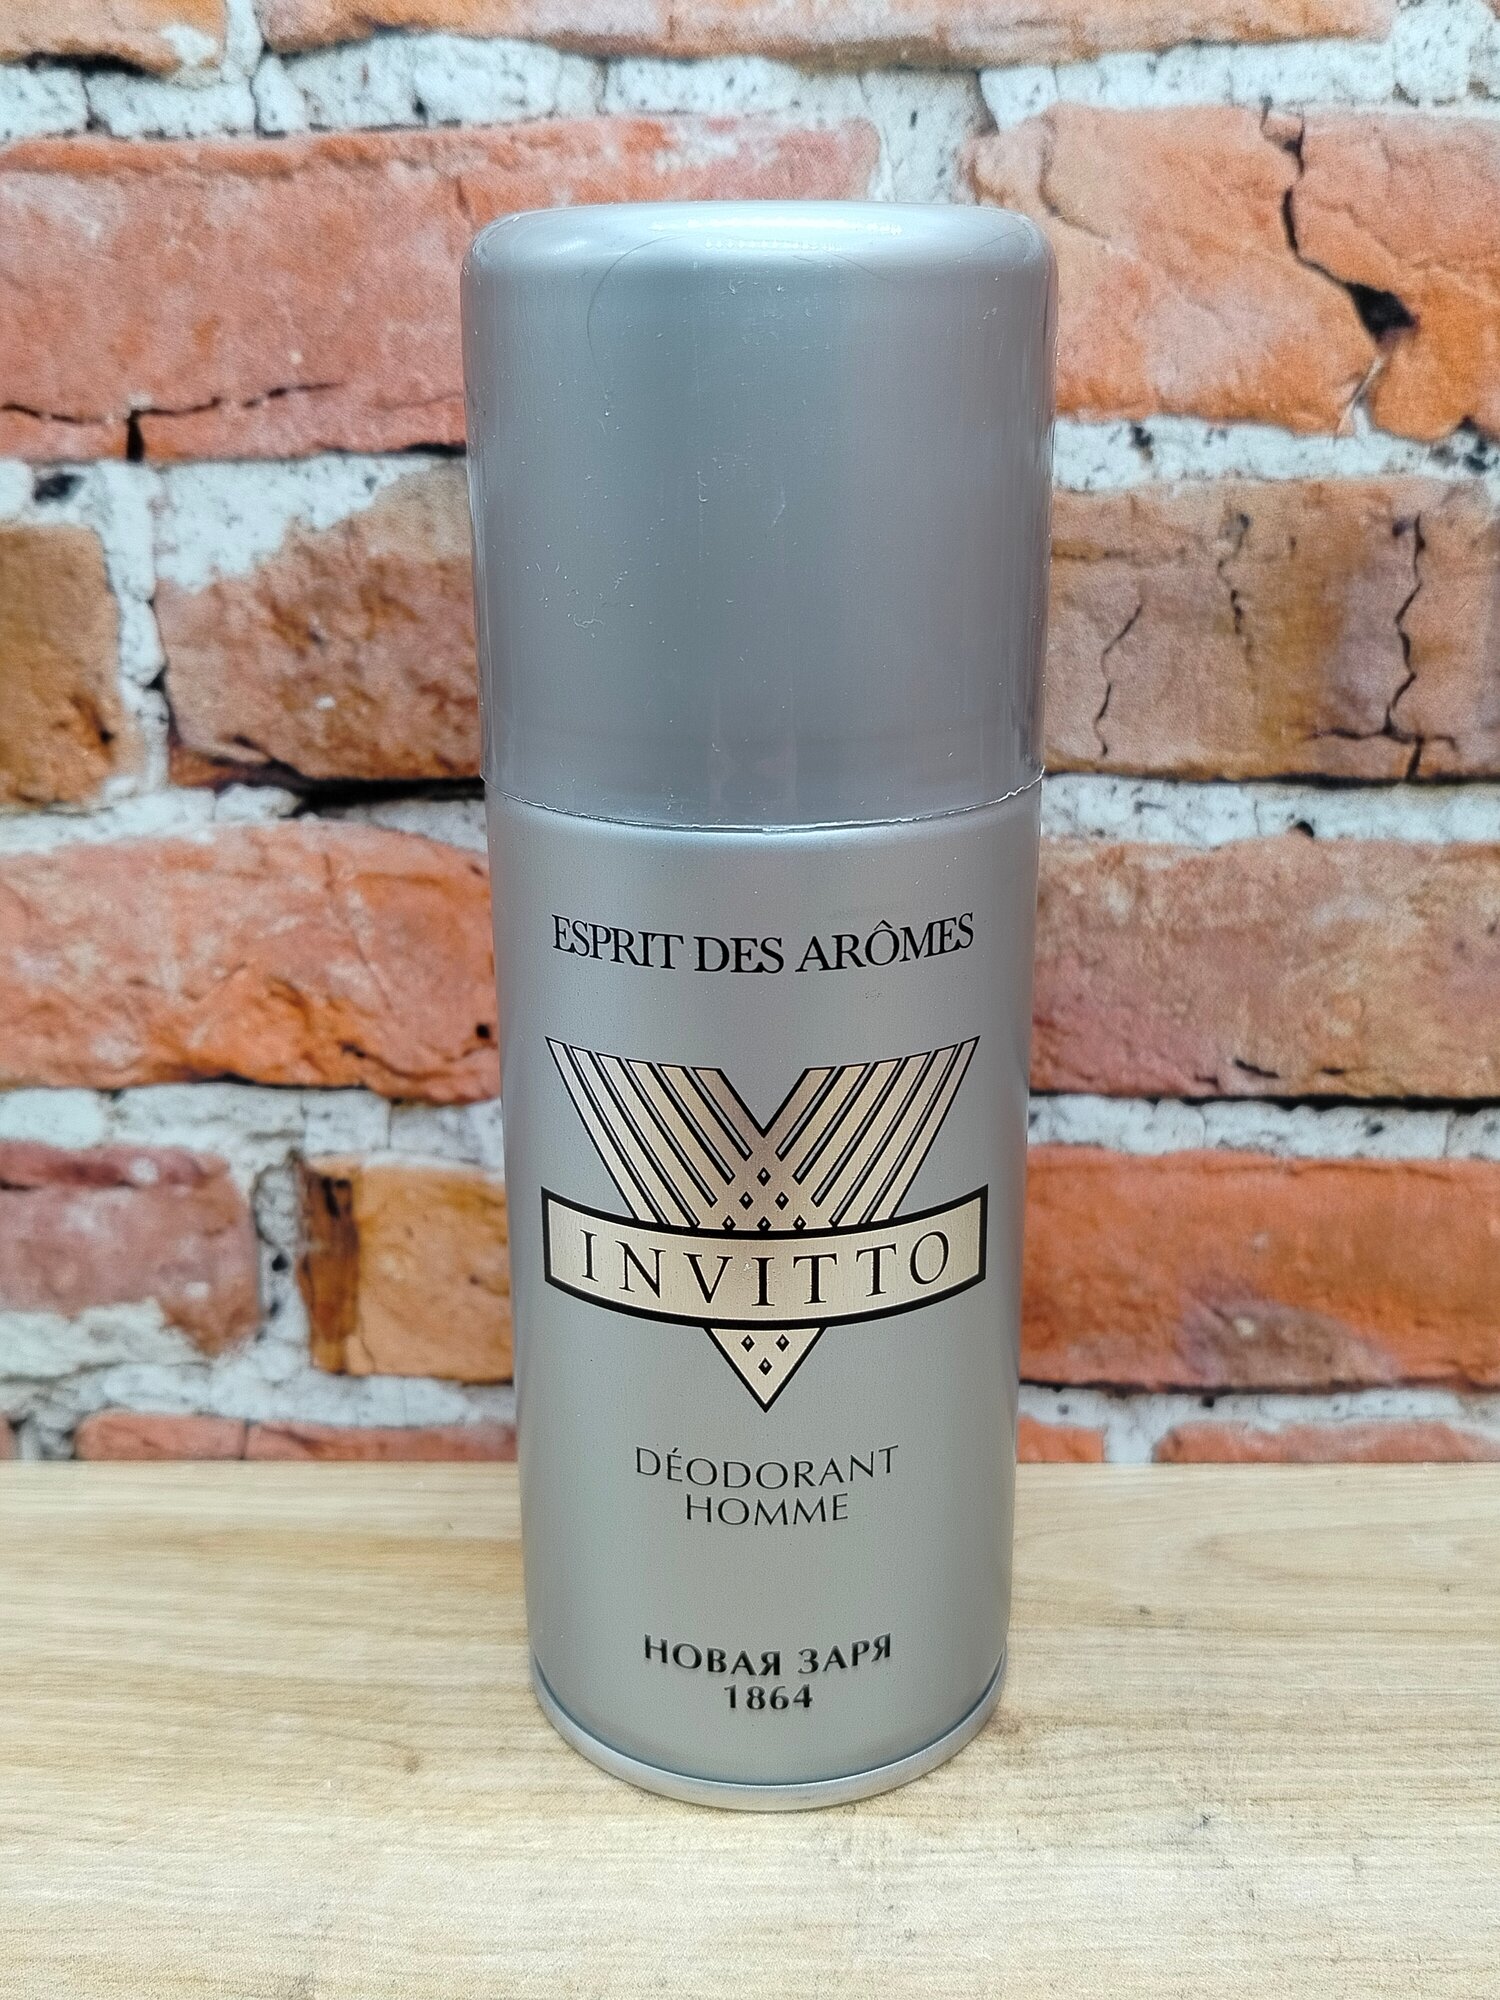 ESPRIT DES ARÔMES
INVITTO
DÉODORANT
HOMME
НОВАЯ ЗАРЯ
1864